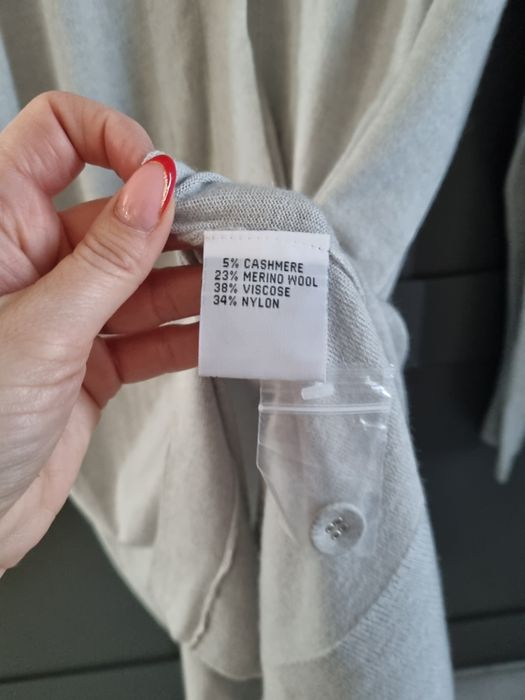 5% CASHMERE
23% MERINO WOOL
38% VISCOSE
34% NYLON